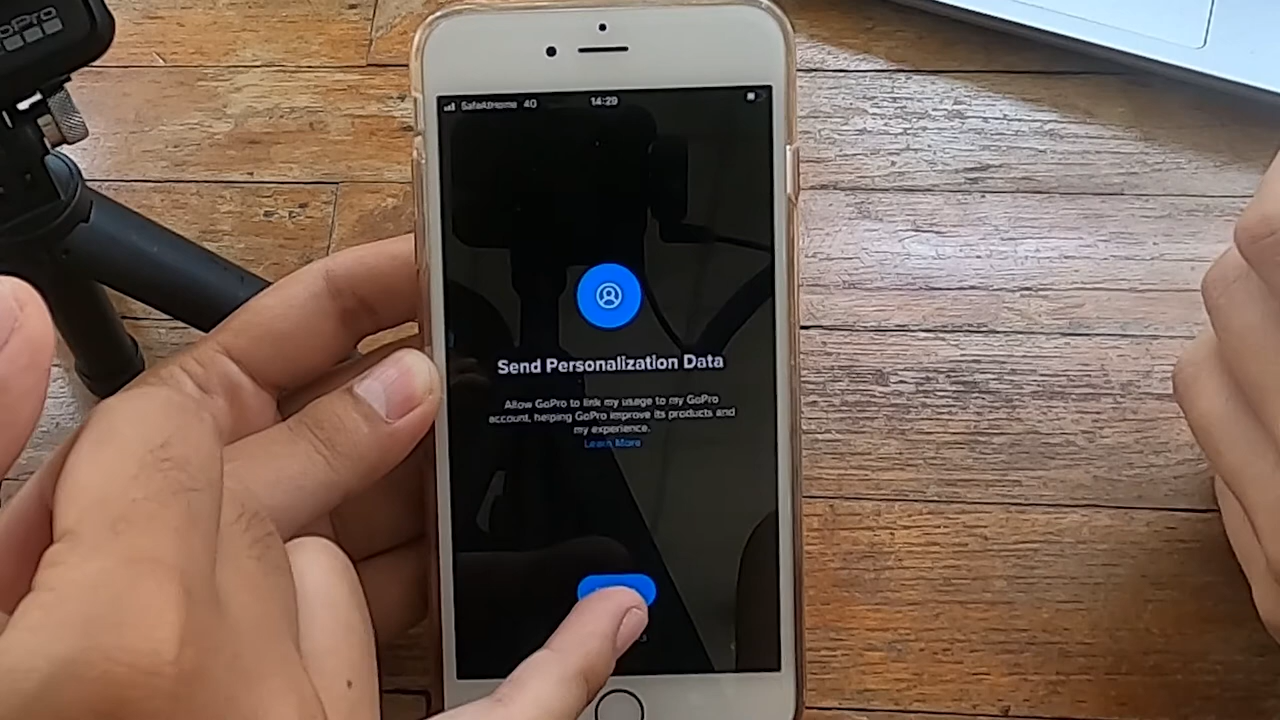 GoPro
SafeAtHome 4G 14:29
Send Personalization Data
Allow GoPro to link my usage to my GoPro
account, helping GoPro improve its products and
my experience.
Learn More